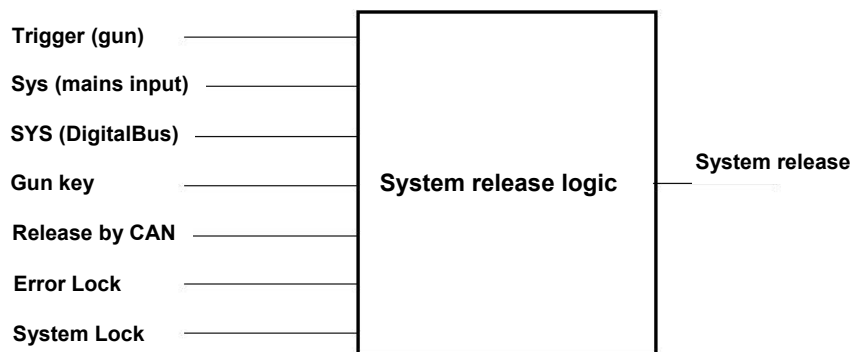 Trigger (gun)
Sys (mains input)
SYS (DigitalBus)
Gun key
Release by CAN
Error Lock
System Lock
System release logic
System release